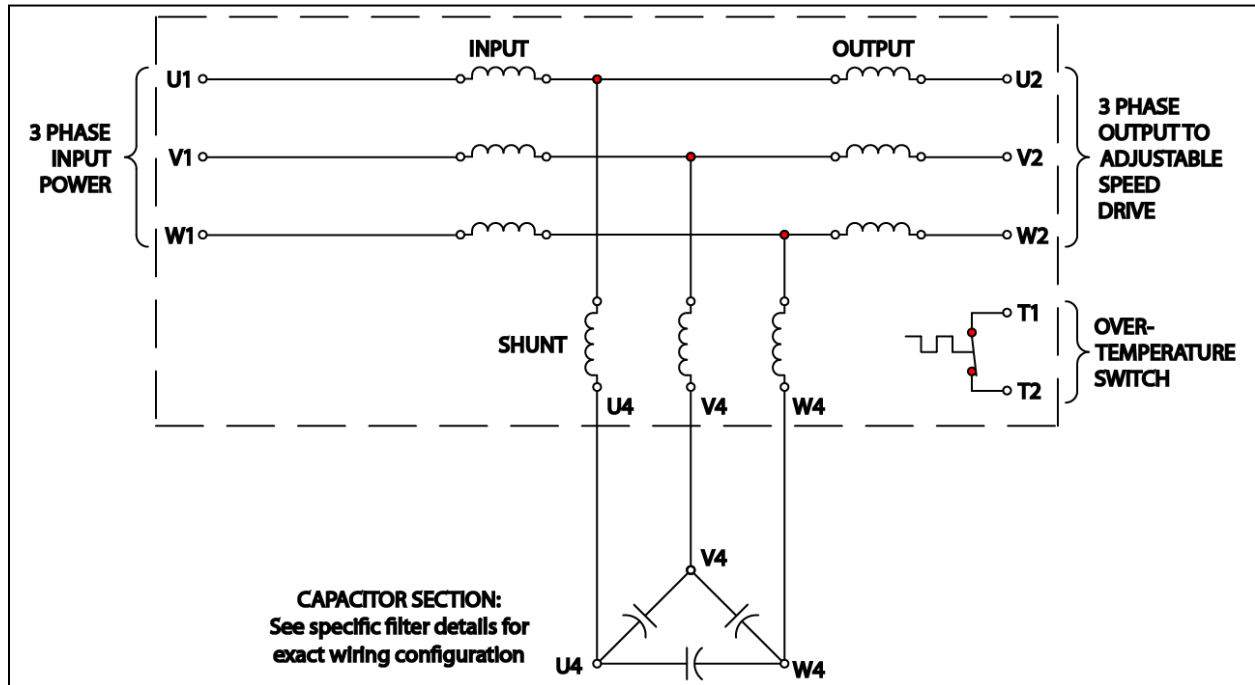 INPUT
OUTPUT
U1
U2
3 PHASE
INPUT
POWER
V1
V2
3 PHASE
OUTPUT TO
ADJUSTABLE
SPEED
DRIVE
W1
W2
SHUNT
T1
T2
OVER-
TEMPERATURE
SWITCH
U4
V4
W4
V4
CAPACITOR SECTION:
See specific filter details for
exact wiring configuration
U4
W4